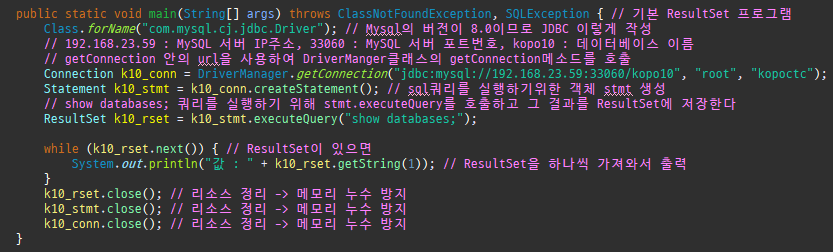 public static void main(String[] args) throws ClassNotFoundException, SQLException { // 기본 ResultSet 프로그램
Class.forName("com.mysql.cj.jdbc.Driver"); // Mysql의 버전이 8.0이므로 JDBC 이렇게 작성
// 192.168.23.59 : MySQL 서버 IP주소, 33060 : MySQL 서버 포트번호, kopo10 : 데이터베이스 이름
// getConnection 안의 url을 사용하여 DriverManger클래스의 getConnection메소드를 호출
Connection k10_conn = DriverManager.getConnection("jdbc:mysql://192.168.23.59:33060/kopo10", "root", "kopoctc");
Statement k10_stmt = k10_conn.createStatement(); // sql쿼리를 실행하기위한 객체 stmt 생성
// show databases; 쿼리를 실행하기 위해 stmt.executeQuery를 호출하고 그 결과를 ResultSet에 저장한다
ResultSet k10_rset = k10_stmt.executeQuery("show databases;");
while (k10_rset.next()) { // ResultSet이 있으면
System.out.println("값 : " + k10_rset.getString(1)); // ResultSet을 하나씩 가져와서 출력
}
k10_rset.close(); // 리소스 정리 -> 메모리 누수 방지
k10_stmt.close(); // 리소스 정리 -> 메모리 누수 방지
k10_conn.close(); // 리소스 정리 -> 메모리 누수 방지
}